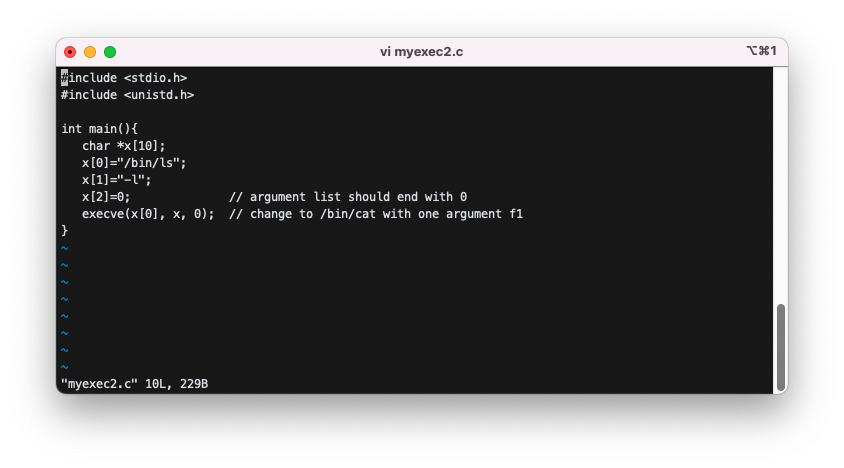 vi myexec2.c
⌥⌘1
#include <stdio.h>
#include <unistd.h>
int main(){
   char *x[10];
   x[0]="/bin/ls";
   x[1]="-l";
   x[2]=0;              // argument list should end with 0
   execve(x[0], x, 0);  // change to /bin/cat with one argument f1
}
~
~
~
~
~
~
~
~
"myexec2.c" 10L, 229B